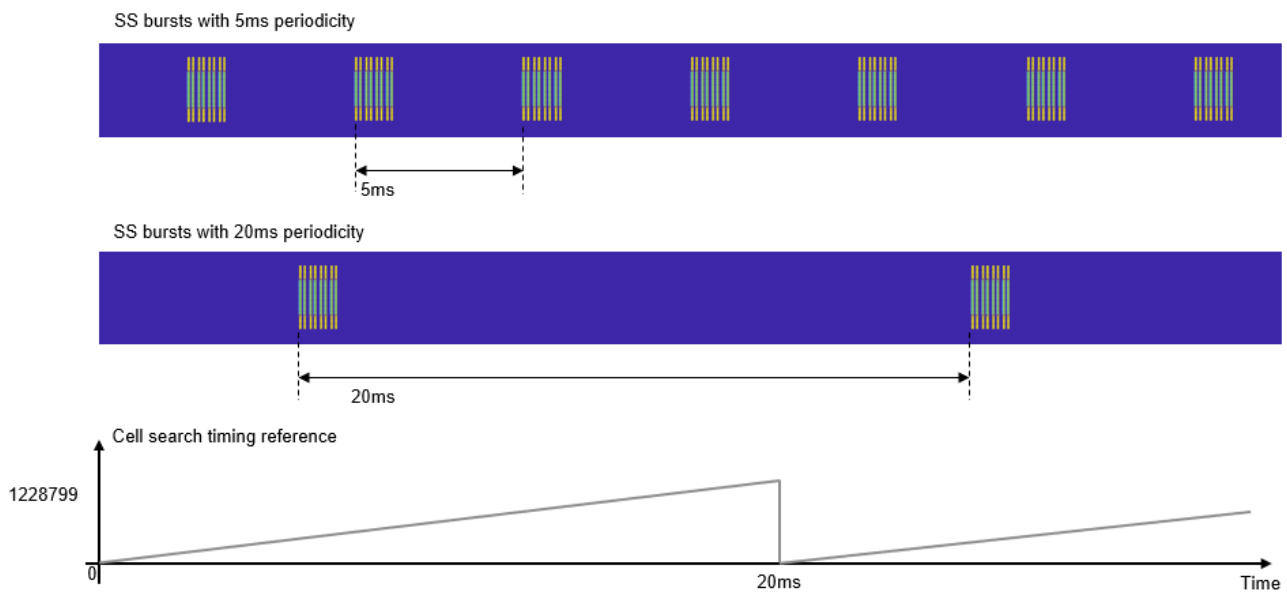 SS bursts with 5ms periodicity
5ms
SS bursts with 20ms periodicity
20ms
Cell search timing reference
1228799
0
20ms
Time